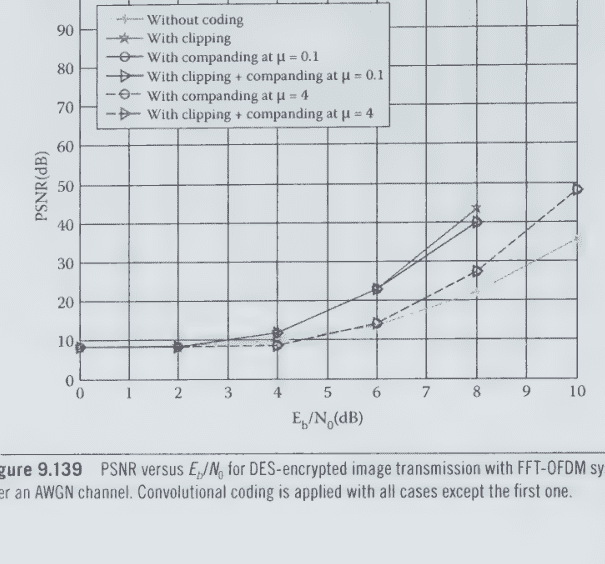 90
80
70
60
50
40
30
20
10
0
PSNR(dB)
Without coding
With clipping
With companding at μ = 0.1
With clipping + companding at μ = 0.1
With companding at μ = 4
With clipping + companding at μ = 4
0 1 2 3 4 5 6 7 8 9 10
E_b/N_0(dB)
gure 9.139 PSNR versus E_b/N_0 for DES-encrypted image transmission with FFT-OFDM sy
er an AWGN channel. Convolutional coding is applied with all cases except the first one.